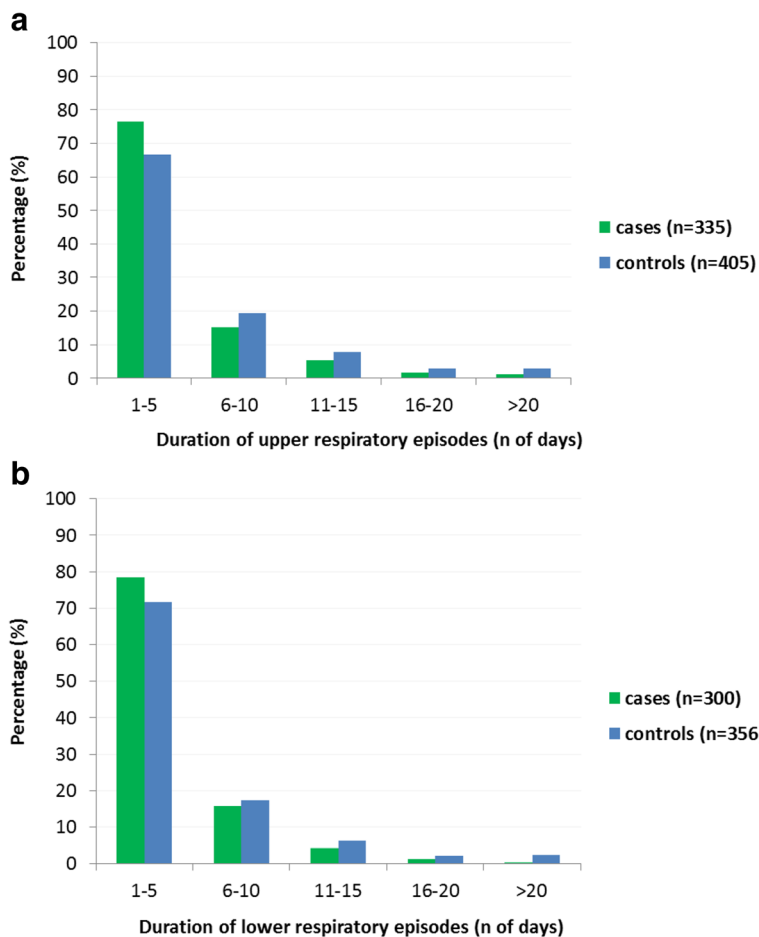 a
100
90
80
70
60
50
40
30
20
10
0
Percentage (%)
1-5 6-10 11-15 16-20 >20
Duration of upper respiratory episodes (n of days)
cases (n=335)
controls (n=405)
b
100
90
80
70
60
50
40
30
20
10
0
Percentage (%)
1-5 6-10 11-15 16-20 >20
Duration of lower respiratory episodes (n of days)
cases (n=300)
controls (n=356